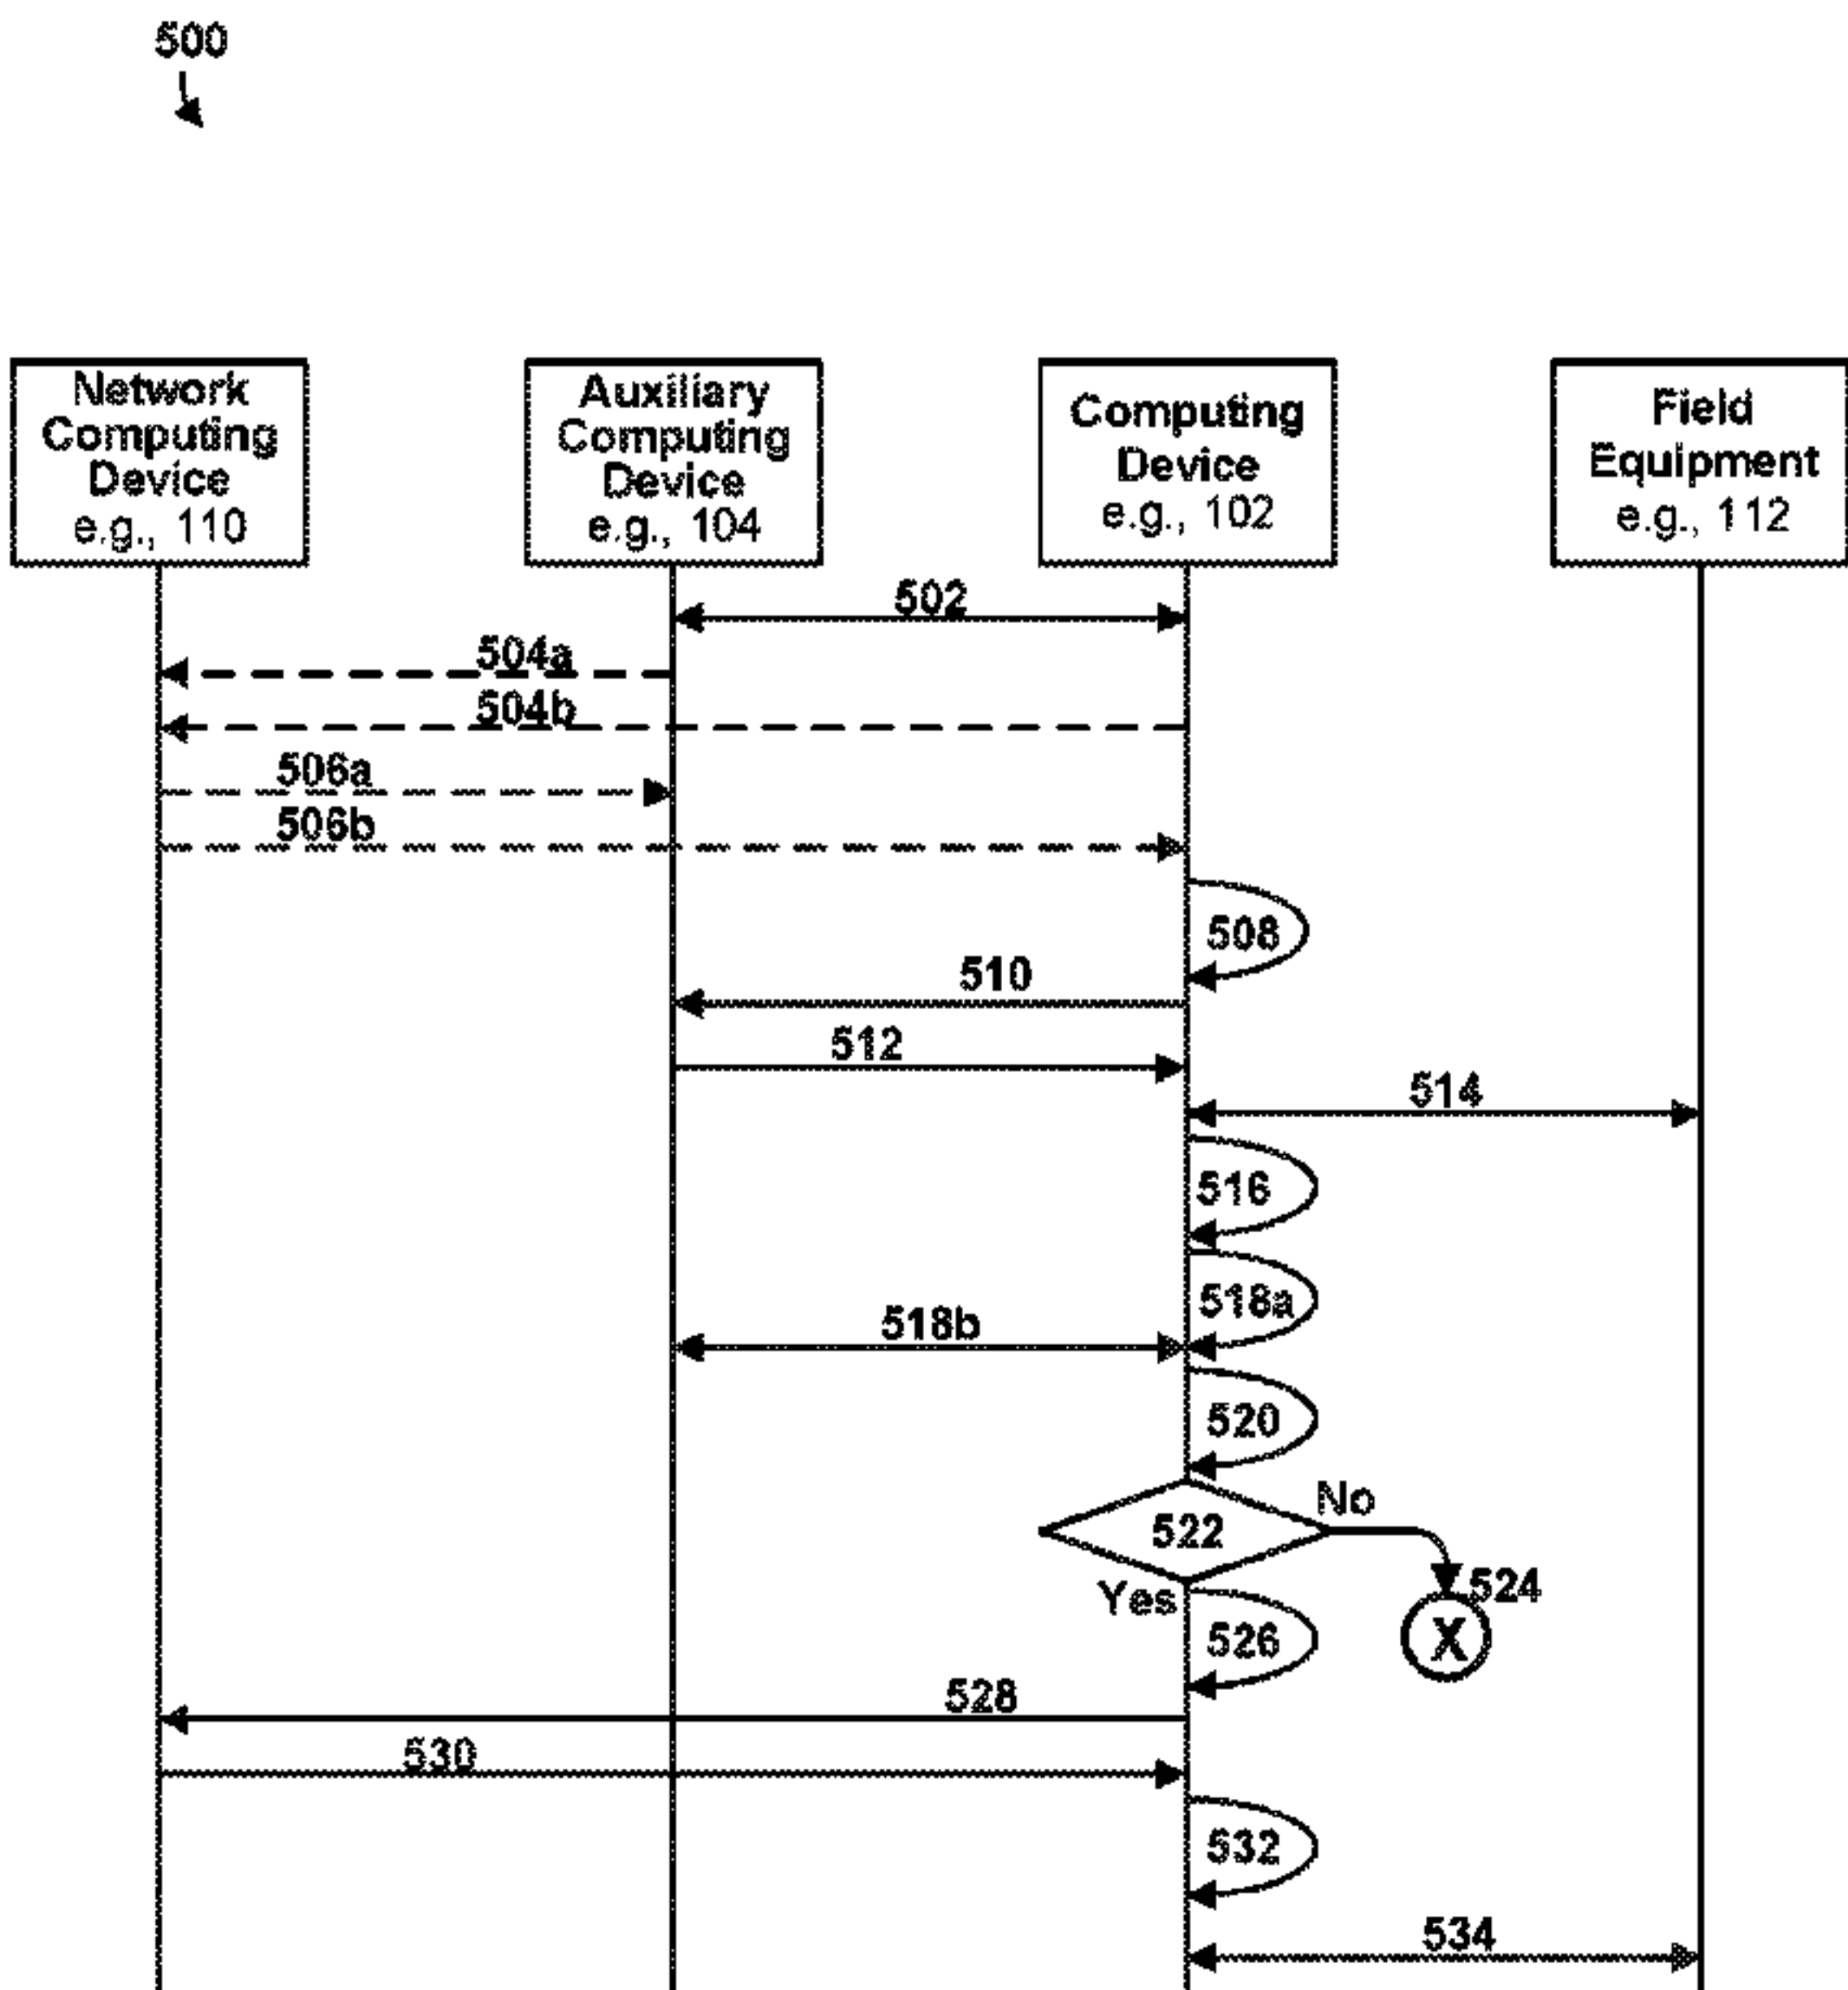 500
Network
Computing
Device
e.g., 110
Auxiliary
Computing
Device
e.g., 104
Computing
Device
e.g., 102
Field
Equipment
e.g., 112
502
504a
504b
506a
506b
508
510
512
514
516
518a
518b
520
522
No
524
X
Yes
526
528
530
532
534